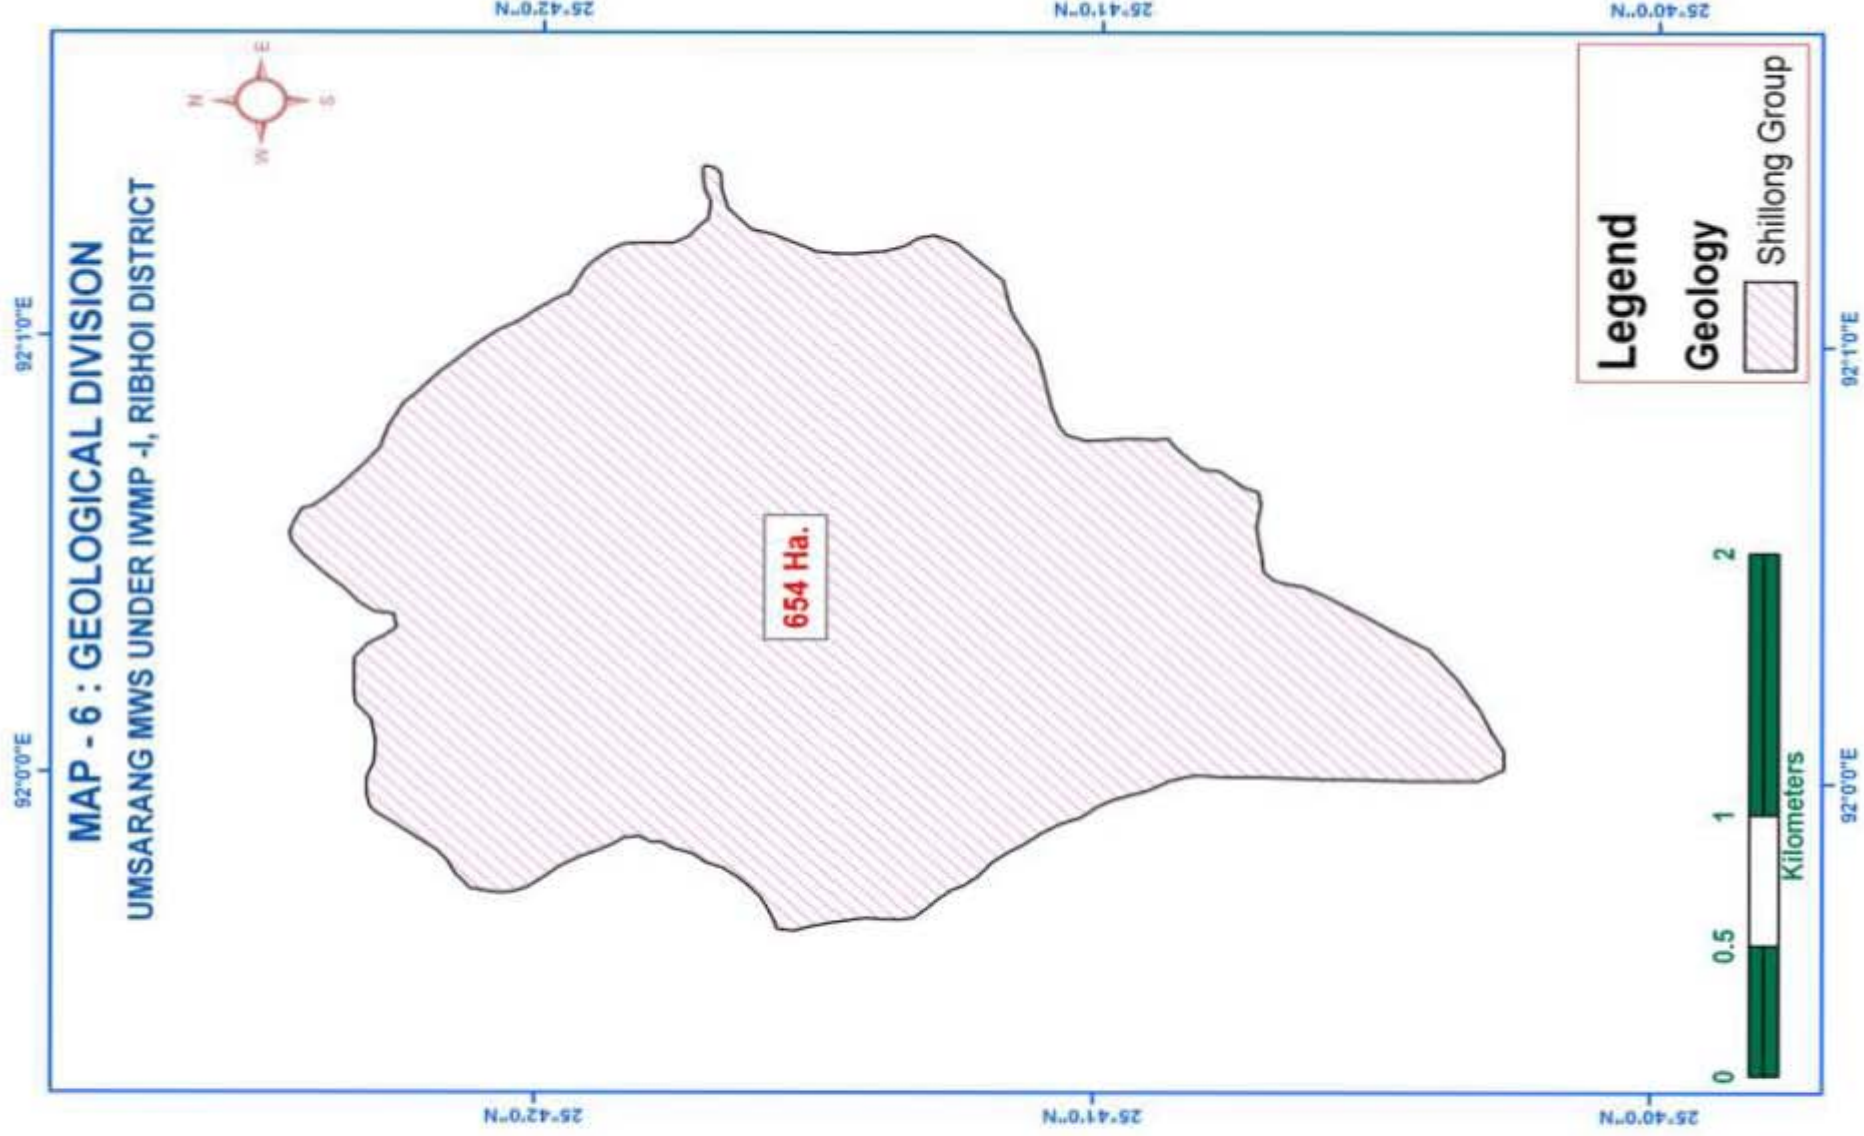 MAP - 6 : GEOLOGICAL DIVISION
UMSARANG MWS UNDER IWMP -I, RIBHOI DISTRICT
92°0'0"E
92°1'0"E
N
W
E
S
25°42'0"N
25°42'0"N
25°41'0"N
25°41'0"N
25°40'0"N
25°40'0"N
654 Ha.
Legend
Geology
Shillong Group
0 0.5 1 2
Kilometers
92°0'0"E
92°1'0"E